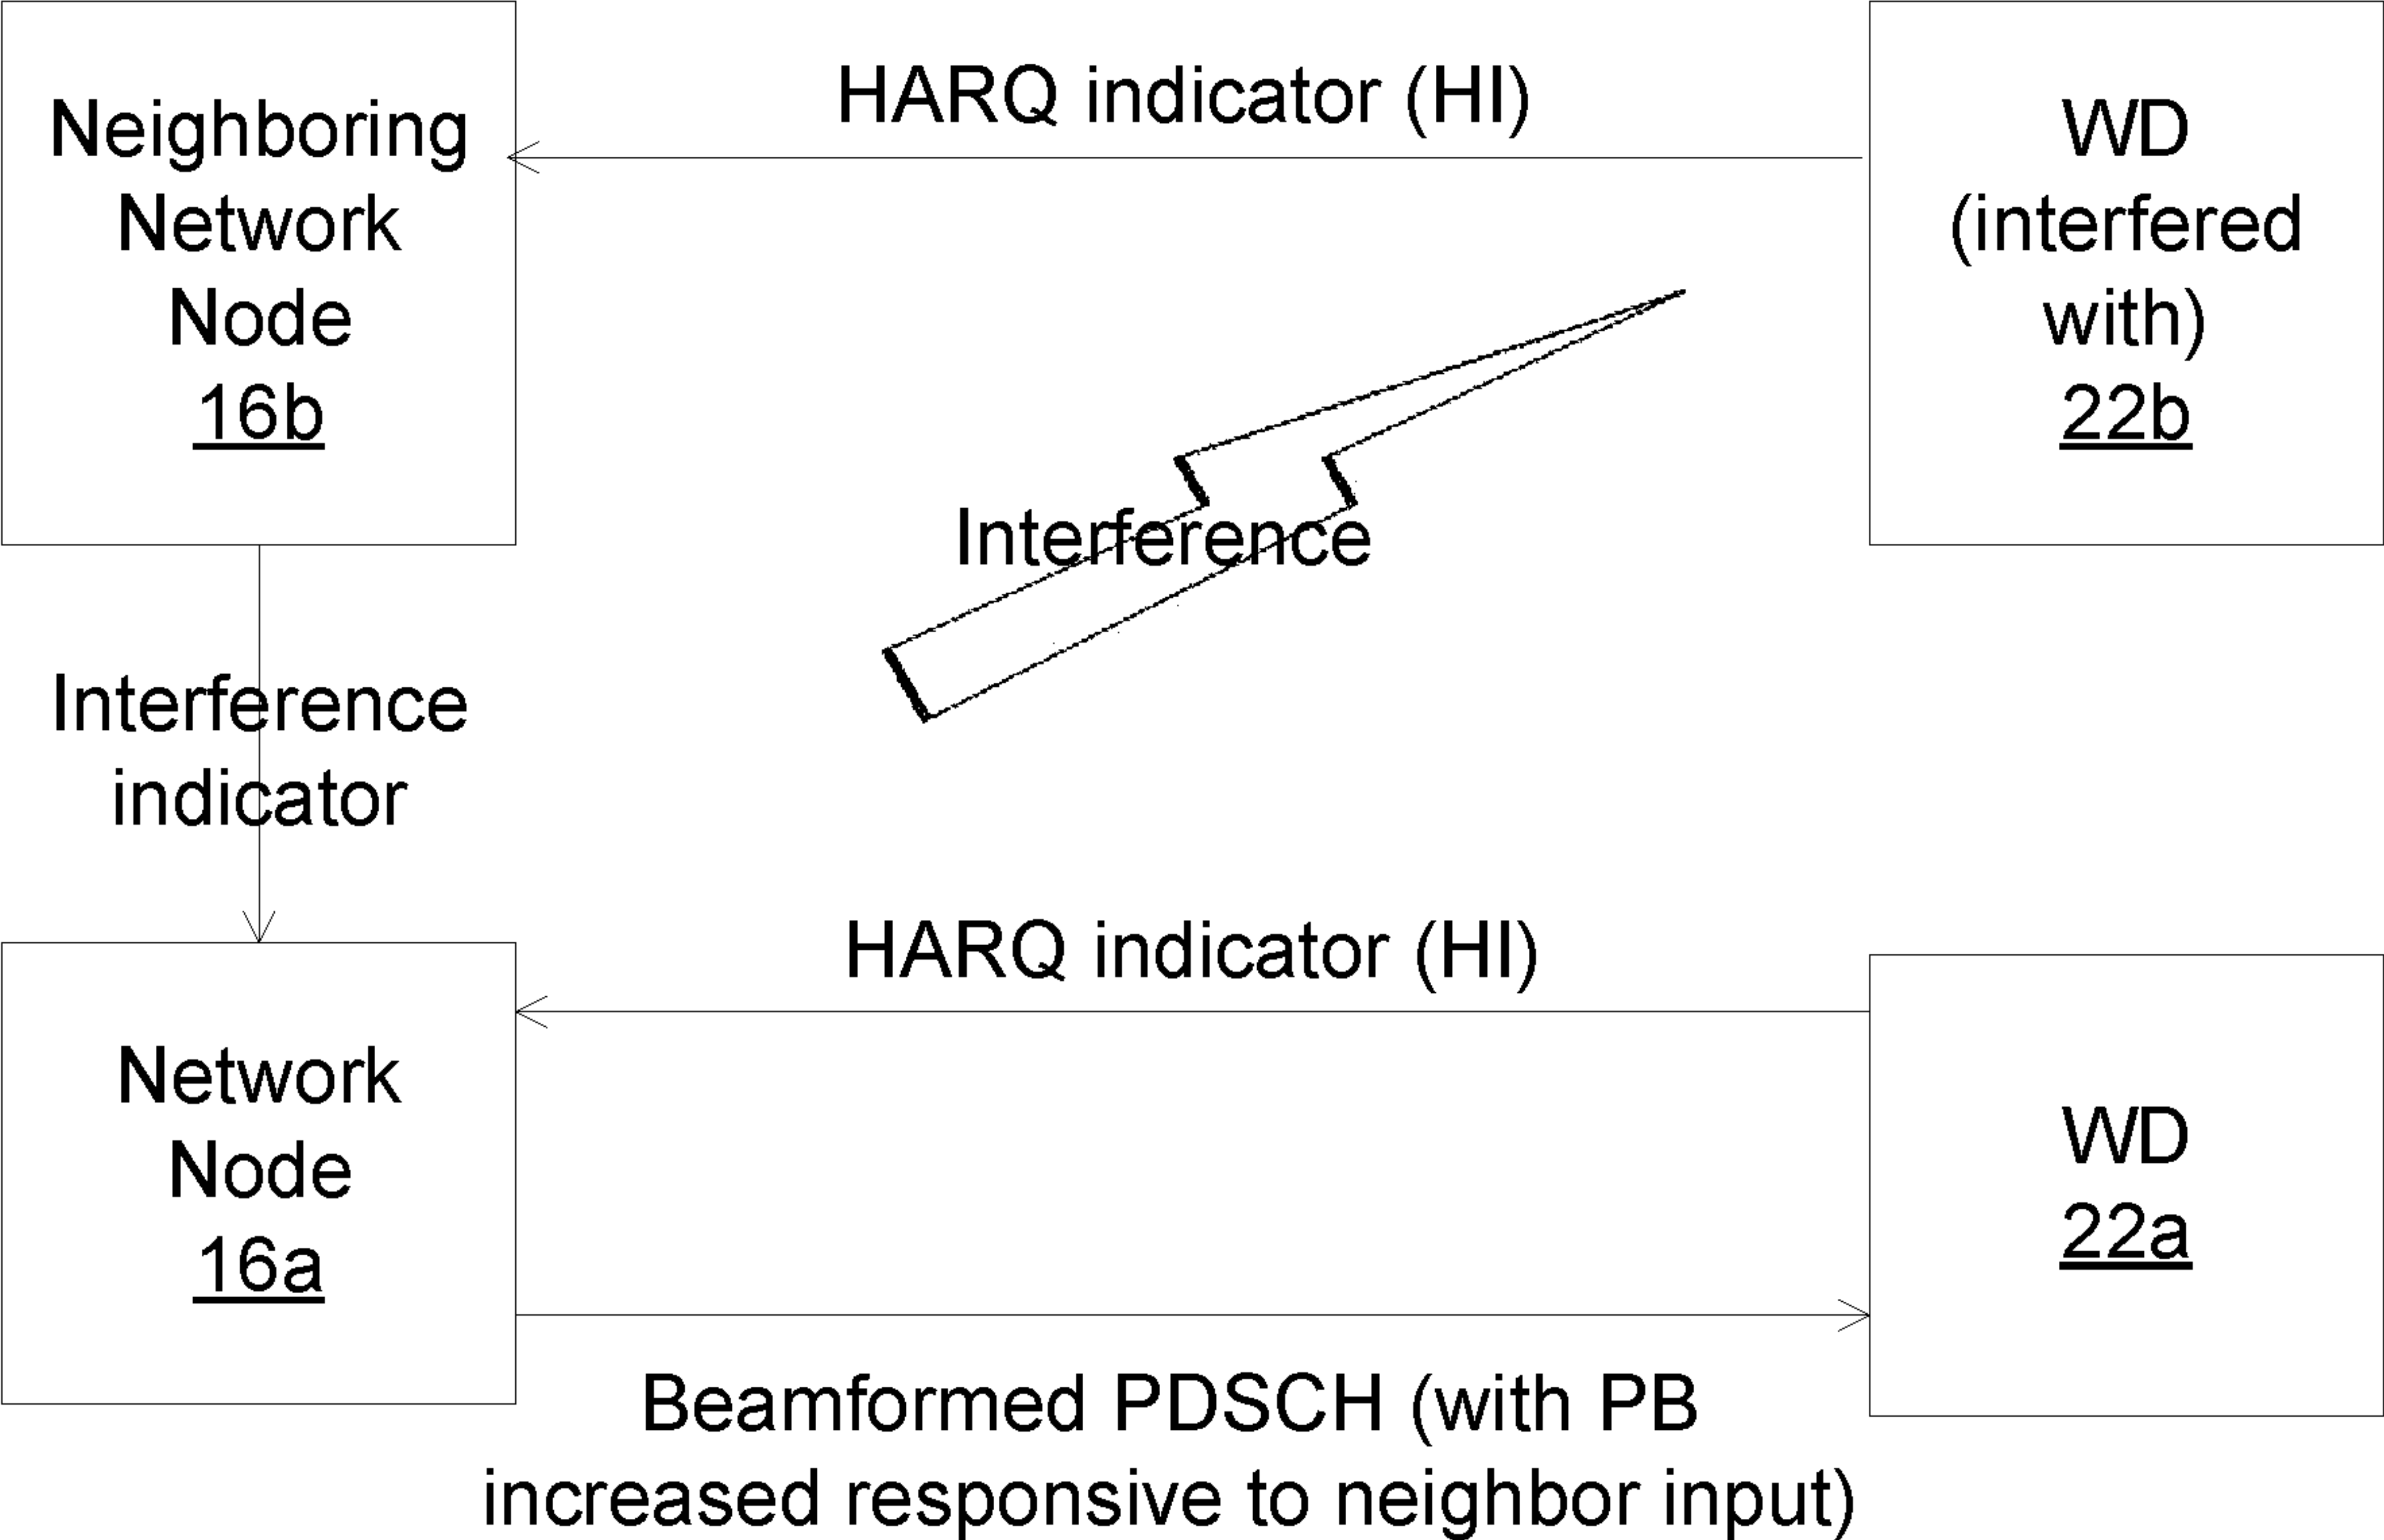 Neighboring
Network
Node
16b
HARQ indicator (HI)
WD
(interfered
with)
22b
Interference
Interference
indicator
Network
Node
16a
HARQ indicator (HI)
WD
22a
Beamformed PDSCH (with PB
increased responsive to neighbor input)